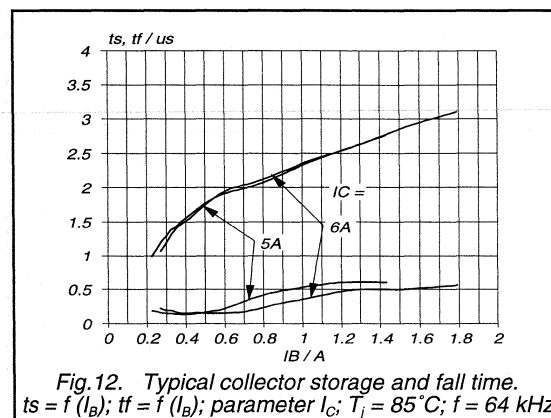 ts, tf / us
4
3.5
3
2.5
2
1.5
1
0.5
0
IC =
5A
6A
0 0.2 0.4 0.6 0.8 1 1.2 1.4 1.6 1.8 2
IB / A
Fig.12. Typical collector storage and fall time.
ts = f (IB); tf = f (IB); parameter IC; Tj = 85˚C; f = 64 kHz